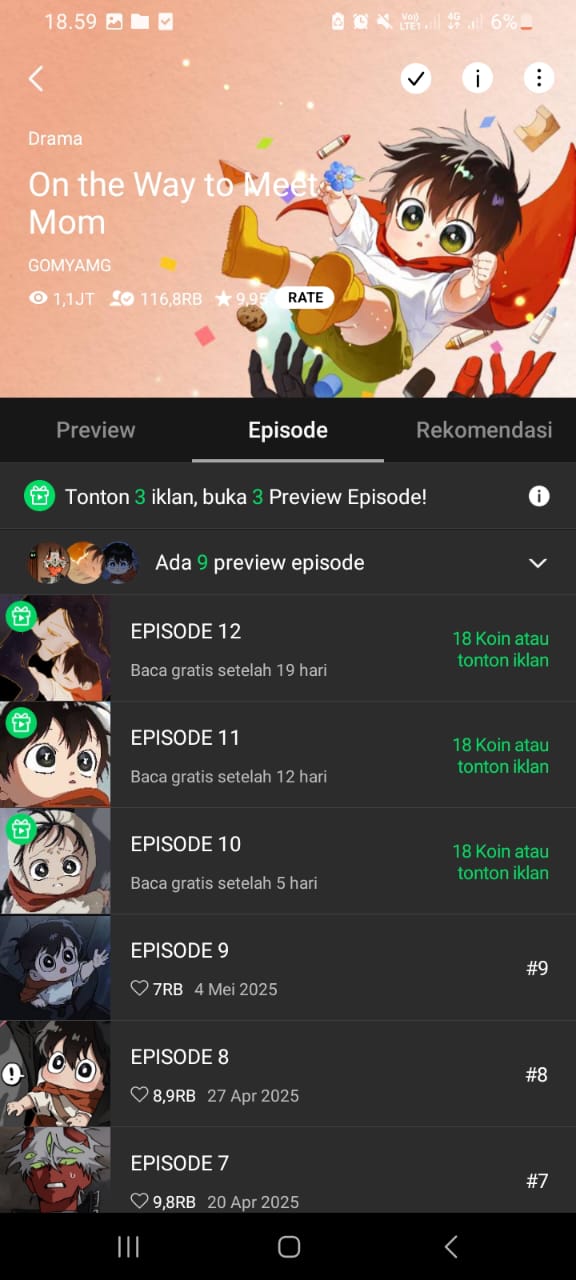 18.59
Vo)) LTE1 4G 6%
Drama
On the Way to Meet
Mom
GOMYAMG
1,1JT 116,8RB 9,95 RATE
Preview Episode Rekomendasi
Tonton 3 iklan, buka 3 Preview Episode!
Ada 9 preview episode
EPISODE 12
Baca gratis setelah 19 hari
18 Koin atau
tonton iklan
EPISODE 11
Baca gratis setelah 12 hari
18 Koin atau
tonton iklan
EPISODE 10
Baca gratis setelah 5 hari
18 Koin atau
tonton iklan
EPISODE 9
7RB 4 Mei 2025
#9
EPISODE 8
8,9RB 27 Apr 2025
#8
EPISODE 7
9,8RB 20 Apr 2025
#7